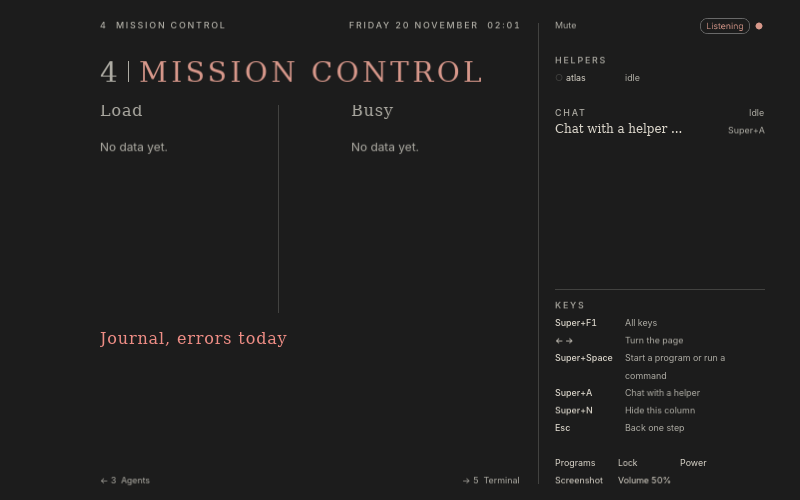 4 MISSION CONTROL
FRIDAY 20 NOVEMBER 02:01
4 MISSION CONTROL
Load
Busy
No data yet.
No data yet.
Journal, errors today
← 3 Agents
→ 5 Terminal
Mute
Listening
HELPERS
atlas idle
CHAT Idle
Chat with a helper ... Super+A
KEYS
Super+F1 All keys
← → Turn the page
Super+Space Start a program or run a
command
Super+A Chat with a helper
Super+N Hide this column
Esc Back one step
Programs Lock Power
Screenshot Volume 50%